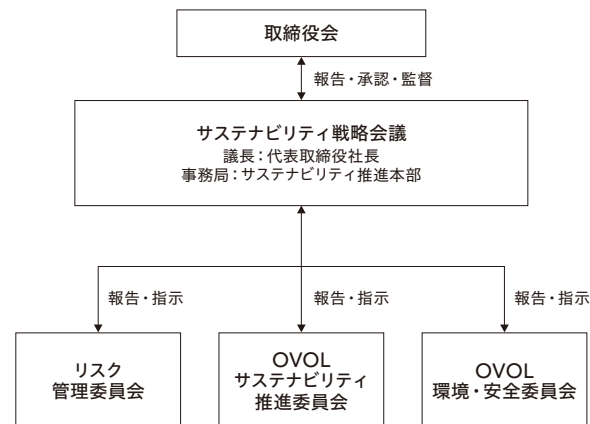 取締役会
報告・承認・監督
サステナビリティ戦略会議
議長：代表取締役社長
事務局：サステナビリティ推進本部
報告・指示
報告・指示
報告・指示
リスク
管理委員会
OVOL
サステナビリティ
推進委員会
OVOL
環境・安全委員会